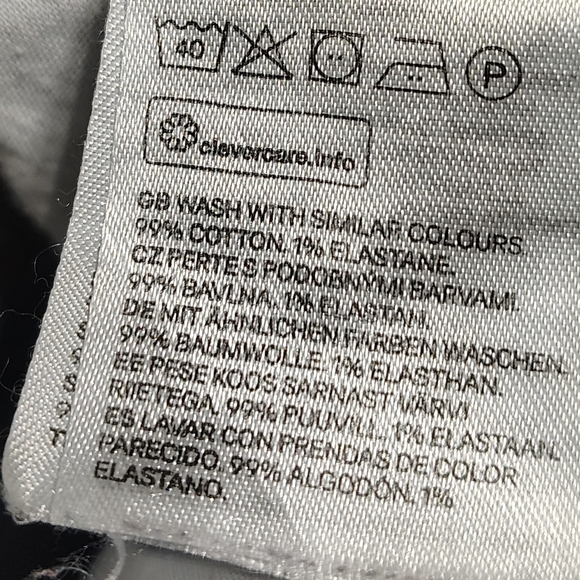 40
P
clevercare.info
GB WASH WITH SIMILAR COLOURS
99% COTTON. 1% ELASTANE.
CZ PERTE S PODOBNÝMI BARVAMI.
99% BAVLNA. 1% ELASTAN.
DE MIT ÄHNLICHEN FARBEN WASCHEN.
99% BAUMWOLLE. 1% ELASTHAN.
EE PESE KOOS SARNAST VÄRVI
RIIETEGA. 99% PUUVILL. 1% ELASTAAN.
ES LAVAR CON PRENDAS DE COLOR
PARECIDO. 99% ALGODÓN. 1%
ELASTANO.